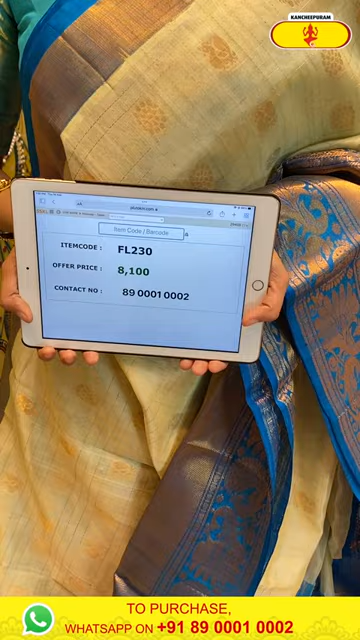 KANCHEEPURAM
Item Code / Barcode
ITEMCODE : FL230
OFFER PRICE : 8,100
CONTACT NO : 89 0001 0002
TO PURCHASE,
WHATSAPP ON +91 89 0001 0002